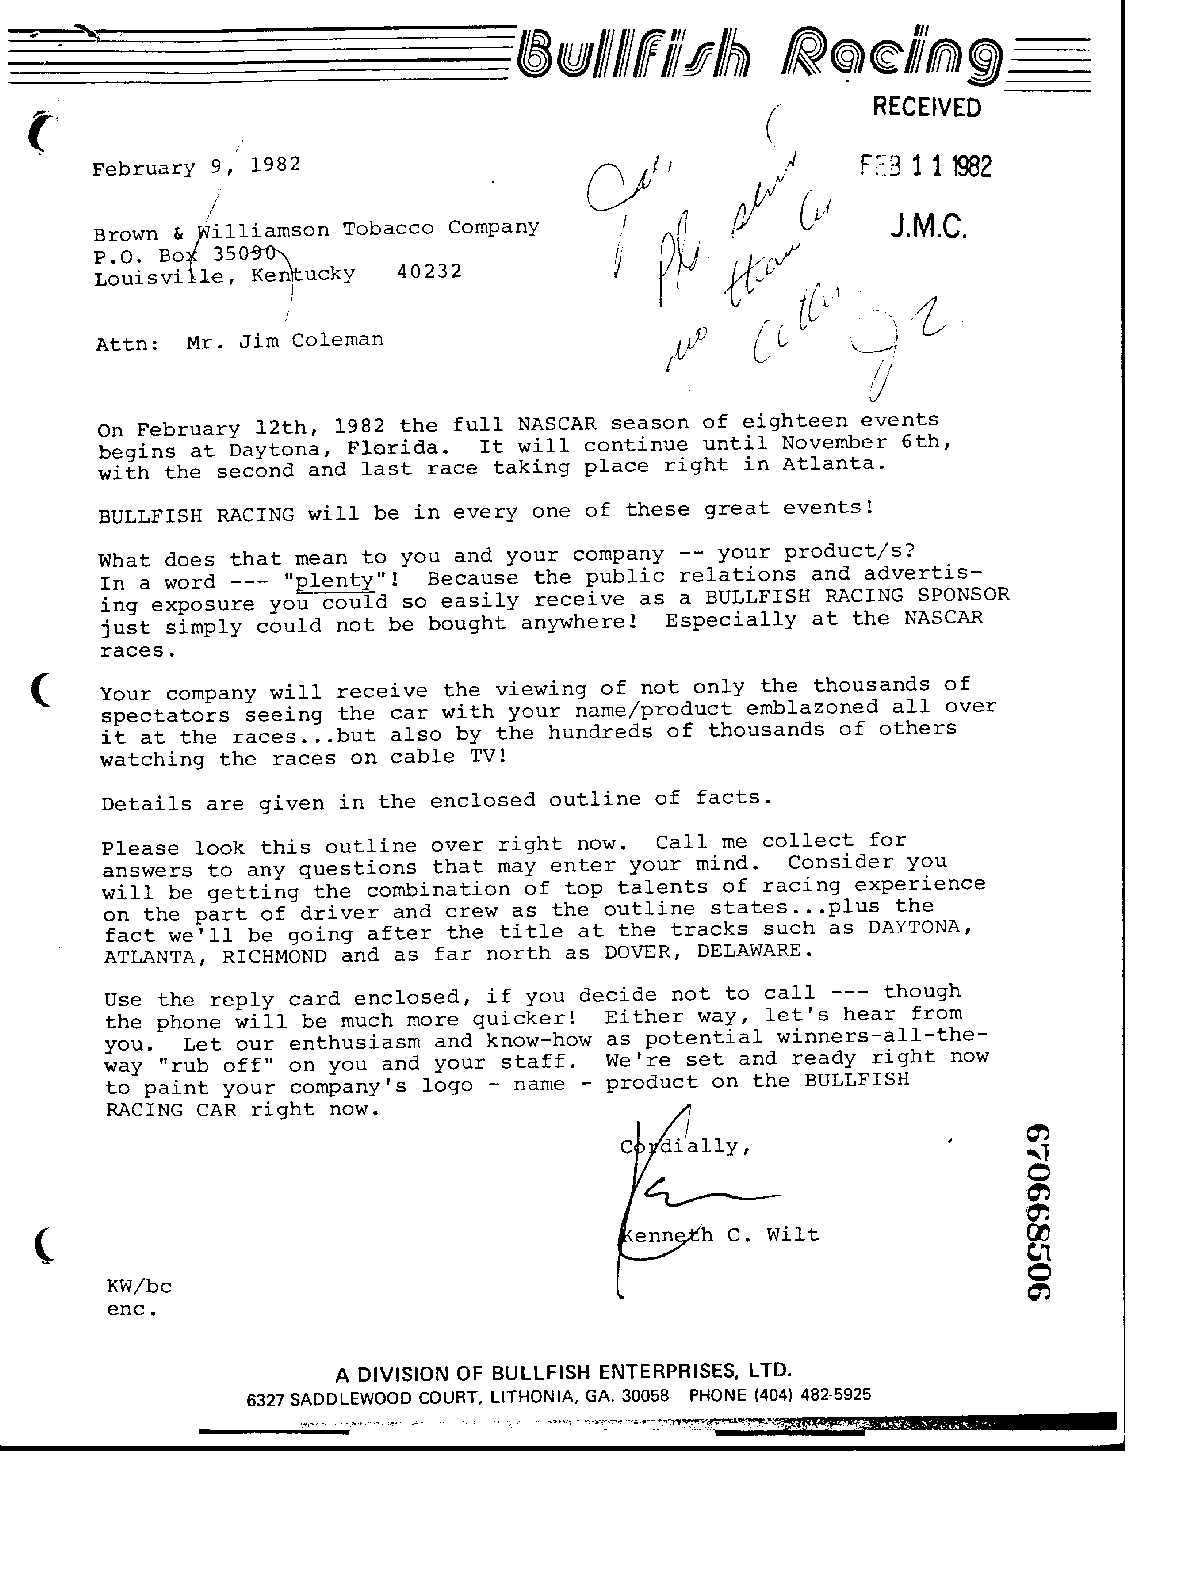 Bullfish Racing
RECEIVED
February 9, 1982
FEB 11 1982
Brown & Williamson Tobacco Company
J.M.C.
P.O. Box 35090
Louisville, Kentucky 40232
Attn: Mr. Jim Coleman
On February 12th, 1982 the full NASCAR season of eighteen events
begins at Daytona, Florida. It will continue until November 6th,
with the second and last race taking place right in Atlanta.
BULLFISH RACING will be in every one of these great events!
What does that mean to you and your company -- your product/s?
In a word --- "plenty"! Because the public relations and advertis-
ing exposure you could so easily receive as a BULLFISH RACING SPONSOR
just simply could not be bought anywhere! Especially at the NASCAR
races.
Your company will receive the viewing of not only the thousands of
spectators seeing the car with your name/product emblazoned all over
it at the races...but also by the hundreds of thousands of others
watching the races on cable TV!
Details are given in the enclosed outline of facts.
Please look this outline over right now. Call me collect for
answers to any questions that may enter your mind. Consider you
will be getting the combination of top talents of racing experience
on the part of driver and crew as the outline states...plus the
fact we'll be going after the title at the tracks such as DAYTONA,
ATLANTA, RICHMOND and as far north as DOVER, DELAWARE.
Use the reply card enclosed, if you decide not to call --- though
the phone will be much more quicker! Either way, let's hear from
you. Let our enthusiasm and know-how as potential winners-all-the-
way "rub off" on you and your staff. We're set and ready right now
to paint your company's logo - name - product on the BULLFISH
RACING CAR right now.
Cordially,
Ken
Kenneth C. Wilt
KW/bc
enc.
670668506
A DIVISION OF BULLFISH ENTERPRISES, LTD.
6327 SADDLEWOOD COURT, LITHONIA, GA. 30058 PHONE (404) 482-5925